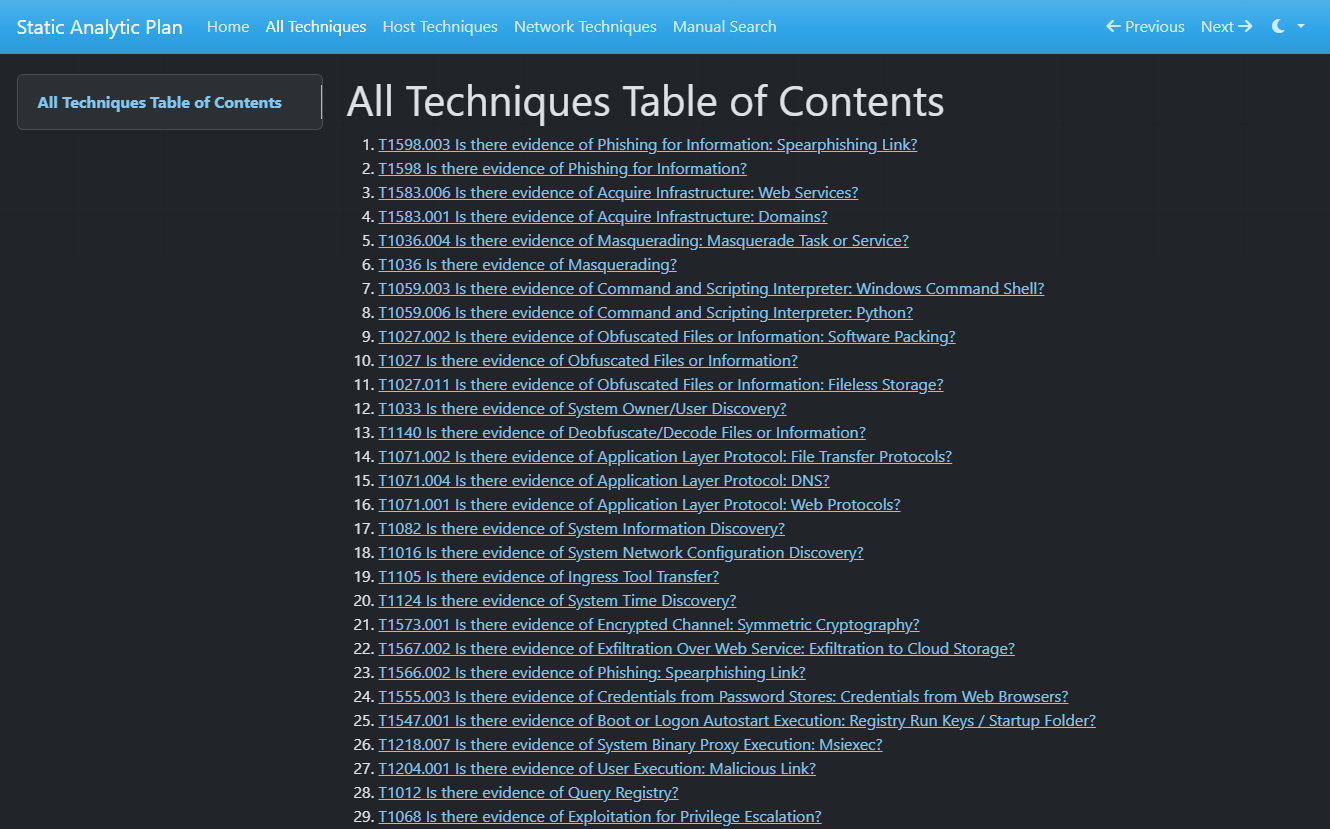 Static Analytic Plan Home All Techniques Host Techniques Network Techniques Manual Search Previous Next
All Techniques Table of Contents
All Techniques Table of Contents
1. T1598.003 Is there evidence of Phishing for Information: Spearphishing Link?
2. T1598 Is there evidence of Phishing for Information?
3. T1583.006 Is there evidence of Acquire Infrastructure: Web Services?
4. T1583.001 Is there evidence of Acquire Infrastructure: Domains?
5. T1036.004 Is there evidence of Masquerading: Masquerade Task or Service?
6. T1036 Is there evidence of Masquerading?
7. T1059.003 Is there evidence of Command and Scripting Interpreter: Windows Command Shell?
8. T1059.006 Is there evidence of Command and Scripting Interpreter: Python?
9. T1027.002 Is there evidence of Obfuscated Files or Information: Software Packing?
10. T1027 Is there evidence of Obfuscated Files or Information?
11. T1027.011 Is there evidence of Obfuscated Files or Information: Fileless Storage?
12. T1033 Is there evidence of System Owner/User Discovery?
13. T1140 Is there evidence of Deobfuscate/Decode Files or Information?
14. T1071.002 Is there evidence of Application Layer Protocol: File Transfer Protocols?
15. T1071.004 Is there evidence of Application Layer Protocol: DNS?
16. T1071.001 Is there evidence of Application Layer Protocol: Web Protocols?
17. T1082 Is there evidence of System Information Discovery?
18. T1016 Is there evidence of System Network Configuration Discovery?
19. T1105 Is there evidence of Ingress Tool Transfer?
20. T1124 Is there evidence of System Time Discovery?
21. T1573.001 Is there evidence of Encrypted Channel: Symmetric Cryptography?
22. T1567.002 Is there evidence of Exfiltration Over Web Service: Exfiltration to Cloud Storage?
23. T1566.002 Is there evidence of Phishing: Spearphishing Link?
24. T1555.003 Is there evidence of Credentials from Password Stores: Credentials from Web Browsers?
25. T1547.001 Is there evidence of Boot or Logon Autostart Execution: Registry Run Keys / Startup Folder?
26. T1218.007 Is there evidence of System Binary Proxy Execution: Msiexec?
27. T1204.001 Is there evidence of User Execution: Malicious Link?
28. T1012 Is there evidence of Query Registry?
29. T1068 Is there evidence of Exploitation for Privilege Escalation?